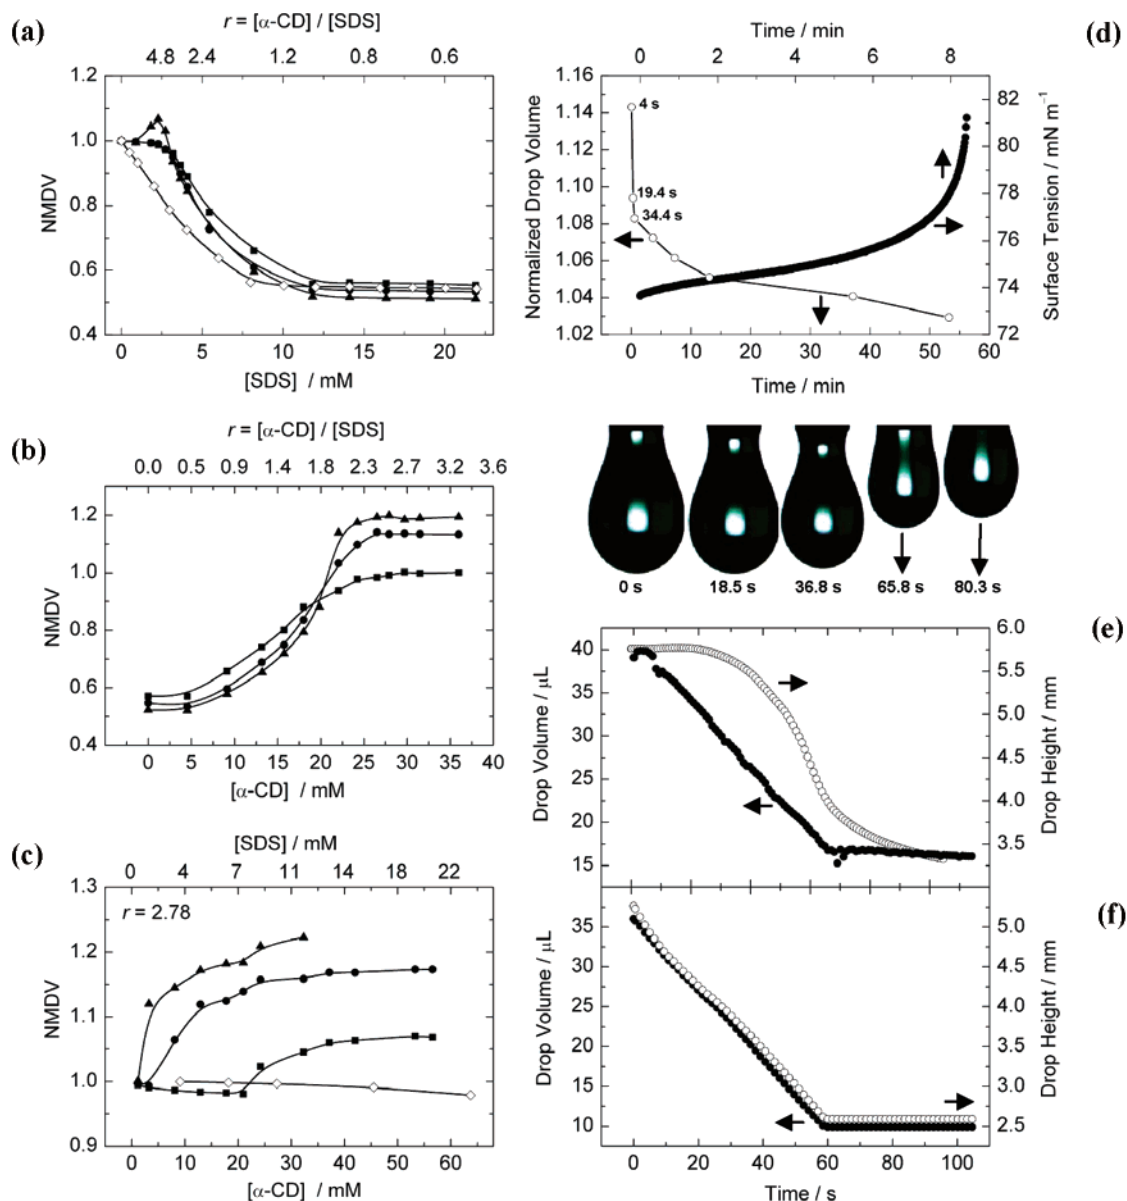 (a)
r = [α-CD] / [SDS]
4.8 2.4 1.2 0.8 0.6
1.2
1.0
0.8
0.6
0.4
NMDV
0 5 10 15 20
[SDS] / mM
(d)
Time / min
0 2 4 6 8
1.16
1.14
1.12
1.10
1.08
1.06
1.04
1.02
Normalized Drop Volume
4 s
19.4 s
34.4 s
82
80
78
76
74
72
Surface Tension / mN m⁻¹
0 10 20 30 40 50 60
Time / min
(b)
r = [α-CD] / [SDS]
0.0 0.5 0.9 1.4 1.8 2.3 2.7 3.2 3.6
1.2
1.0
0.8
0.6
0.4
NMDV
0 5 10 15 20 25 30 35 40
[α-CD] / mM
0 s 18.5 s 36.8 s 65.8 s 80.3 s
(e)
40
35
30
25
20
15
Drop Volume / μL
6.0
5.5
5.0
4.5
4.0
3.5
Drop Height / mm
(c)
[SDS] / mM
0 4 7 11 14 18 22
r = 2.78
1.3
1.2
1.1
1.0
0.9
NMDV
0 10 20 30 40 50 60
[α-CD] / mM
(f)
35
30
25
20
15
10
Drop Volume / μL
5.0
4.5
4.0
3.5
3.0
2.5
Drop Height / mm
0 20 40 60 80 100
Time / s